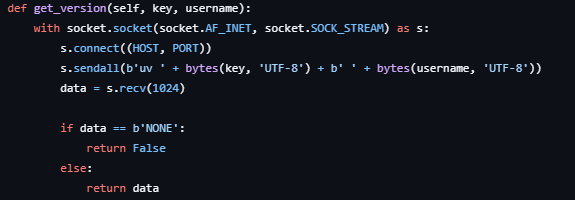 def get_version(self, key, username):
    with socket.socket(socket.AF_INET, socket.SOCK_STREAM) as s:
        s.connect((HOST, PORT))
        s.sendall(b'uv ' + bytes(key, 'UTF-8') + b' ' + bytes(username, 'UTF-8'))
        data = s.recv(1024)

        if data == b'NONE':
            return False
        else:
            return data